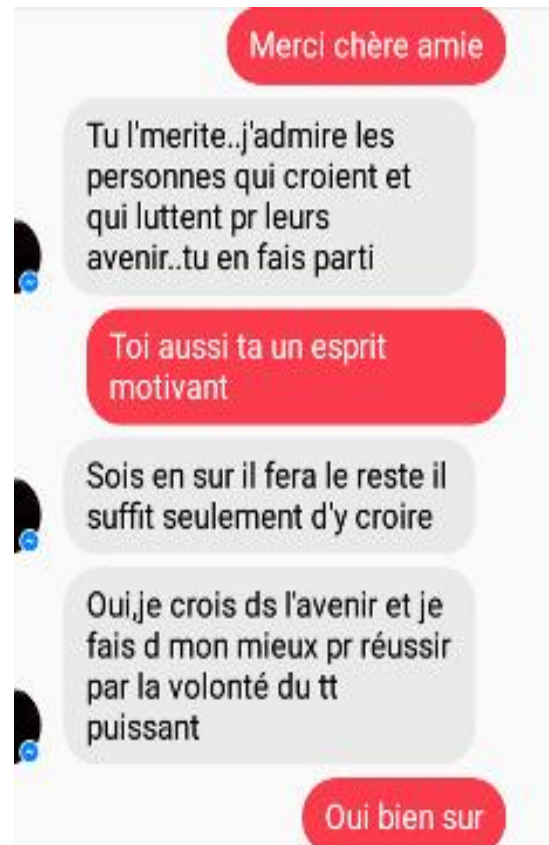 Merci chère amie
Tu l'merite..j'admire les
personnes qui croient et
qui luttent pr leurs
avenir..tu en fais parti
Toi aussi ta un esprit
motivant
Sois en sur il fera le reste il
suffit seulement d'y croire
Oui,je crois ds l'avenir et je
fais d mon mieux pr réussir
par la volonté du tt
puissant
Oui bien sur